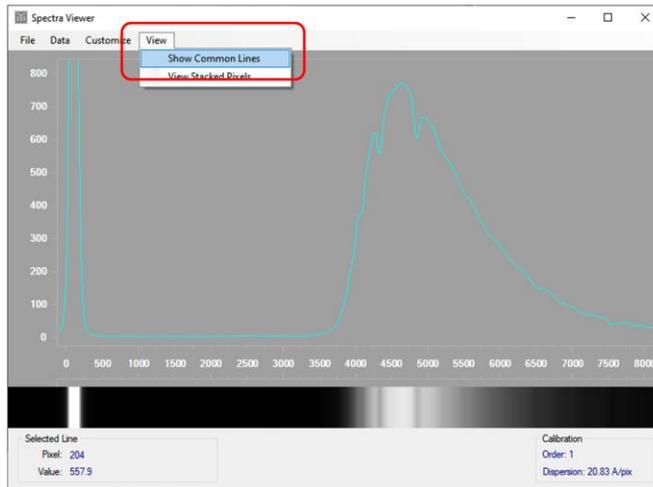 Spectra Viewer
File Data Customize View
Show Common Lines
View Stacked Pixels
800
700
600
500
400
300
200
100
0
0 500 1000 1500 2000 2500 3000 3500 4000 4500 5000 5500 6000 6500 7000 7500 8000
Selected Line
Pixel: 204
Value: 557.9
Calibration
Order: 1
Dispersion: 20.83 A/pix